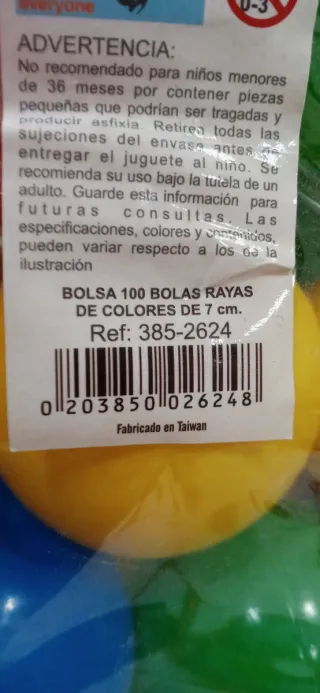 everyone
0-3
ADVERTENCIA:
No recomendado para niños menores
de 36 meses por contener piezas
pequeñas que podrían ser tragadas y
producir asfixia. Retiren todas las
sujeciones del envase antes de
entregar el juguete al niño. Se
recomienda su uso bajo la tutela de un
adulto. Guarde esta información para
futuras consultas. Las
especificaciones, colores y contenidos,
pueden variar respecto a los de la
ilustración
BOLSA 100 BOLAS RAYAS
DE COLORES DE 7 cm.
Ref: 385-2624
0 203850 026248
Fabricado en Taiwan